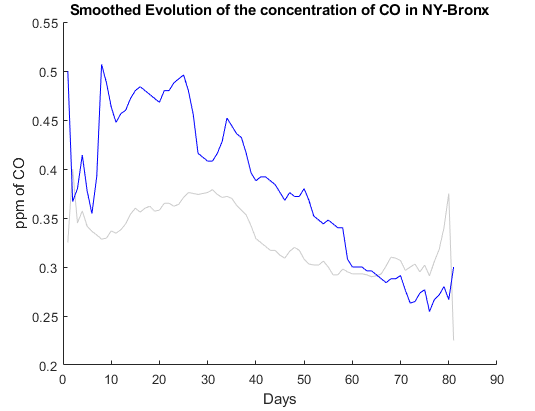 Smoothed Evolution of the concentration of CO in NY-Bronx
0.55
0.5
0.45
0.4
0.35
0.3
0.25
0.2
ppm of CO
0 10 20 30 40 50 60 70 80 90
Days